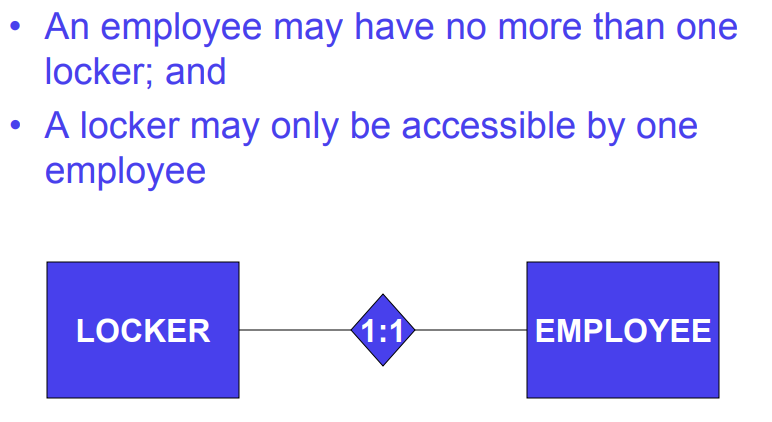 • An employee may have no more than one
locker; and
• A locker may only be accessible by one
employee
LOCKER
1:1
EMPLOYEE